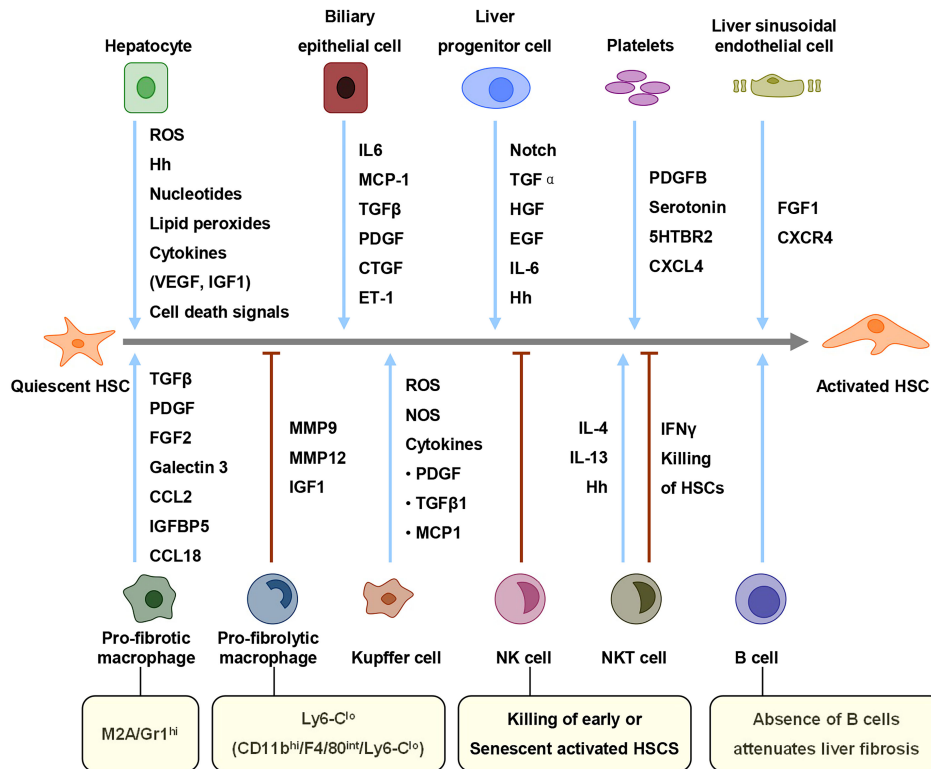 Hepatocyte
Biliary
epithelial cell
Liver
progenitor cell
Platelets
Liver sinusoidal
endothelial cell
ROS
Hh
Nucleotides
Lipid peroxides
Cytokines
(VEGF, IGF1)
Cell death signals
IL6
MCP-1
TGFβ
PDGF
CTGF
ET-1
Notch
TGF α
HGF
EGF
IL-6
Hh
PDGFB
Serotonin
5HTBR2
CXCL4
FGF1
CXCR4
Quiescent HSC
Activated HSC
TGFβ
PDGF
FGF2
Galectin 3
CCL2
IGFBP5
CCL18
MMP9
MMP12
IGF1
ROS
NOS
Cytokines
• PDGF
• TGFβ1
• MCP1
IL-4
IL-13
Hh
IFNγ
Killing
of HSCs
Pro-fibrotic
macrophage
Pro-fibrolytic
macrophage
Kupffer cell
NK cell
NKT cell
B cell
M2A/Gr1hi
Ly6-Clo
(CD11bhi/F4/80int/Ly6-Clo)
Killing of early or
Senescent activated HSCS
Absence of B cells
attenuates liver fibrosis